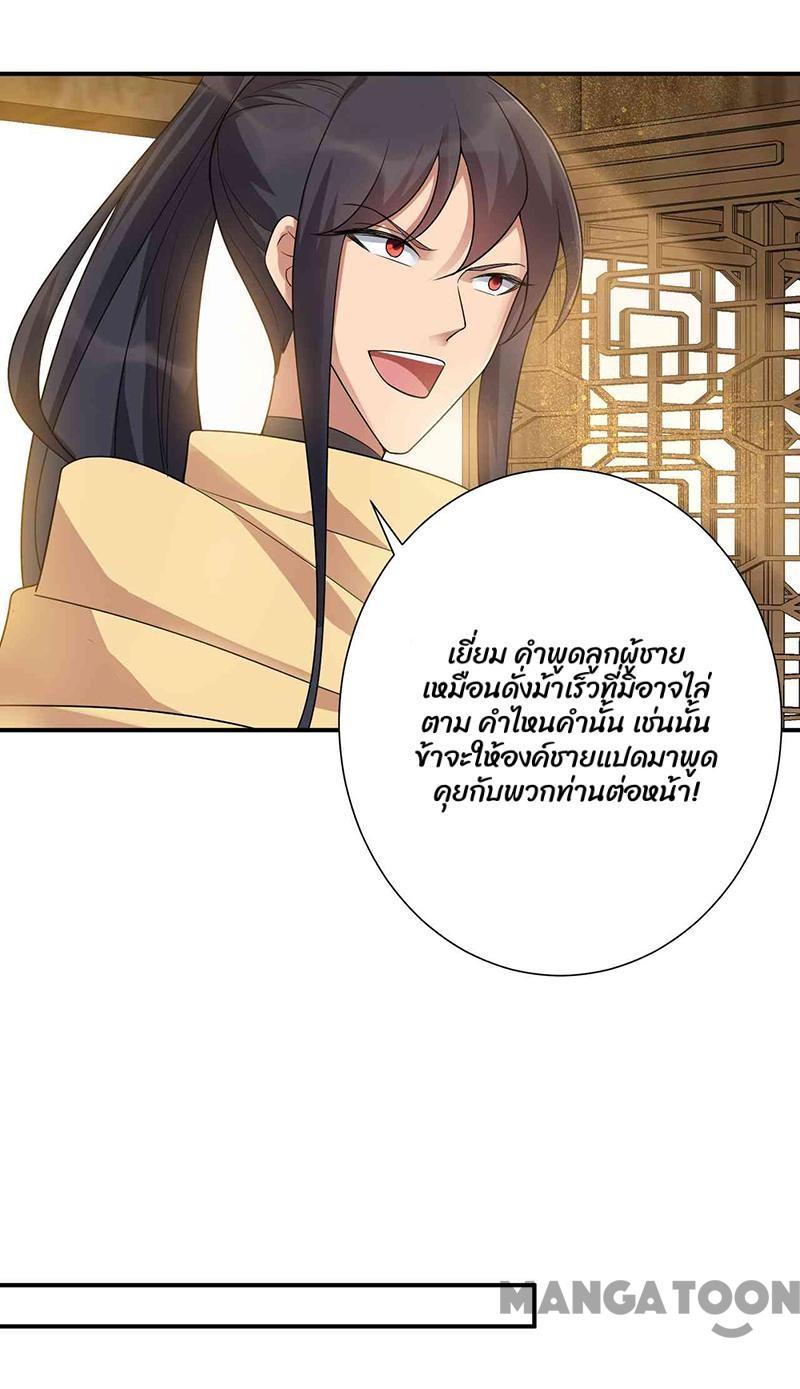 เยี่ยม คำพูดลูกผู้ชาย
เหมือนดั่งม้าเร็วที่มิอาจไล่
ตาม คำไหนคำนั้น เช่นนั้น
ข้าจะให้องค์ชายแปดมาพูด
คุยกับพวกท่านต่อหน้า!
MANGATOON